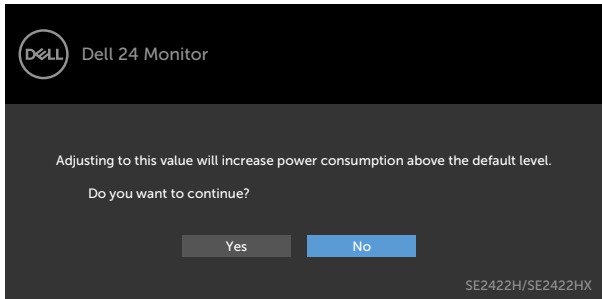 DELL
Dell 24 Monitor
Adjusting to this value will increase power consumption above the default level.
Do you want to continue?
Yes No
SE2422H/SE2422HX